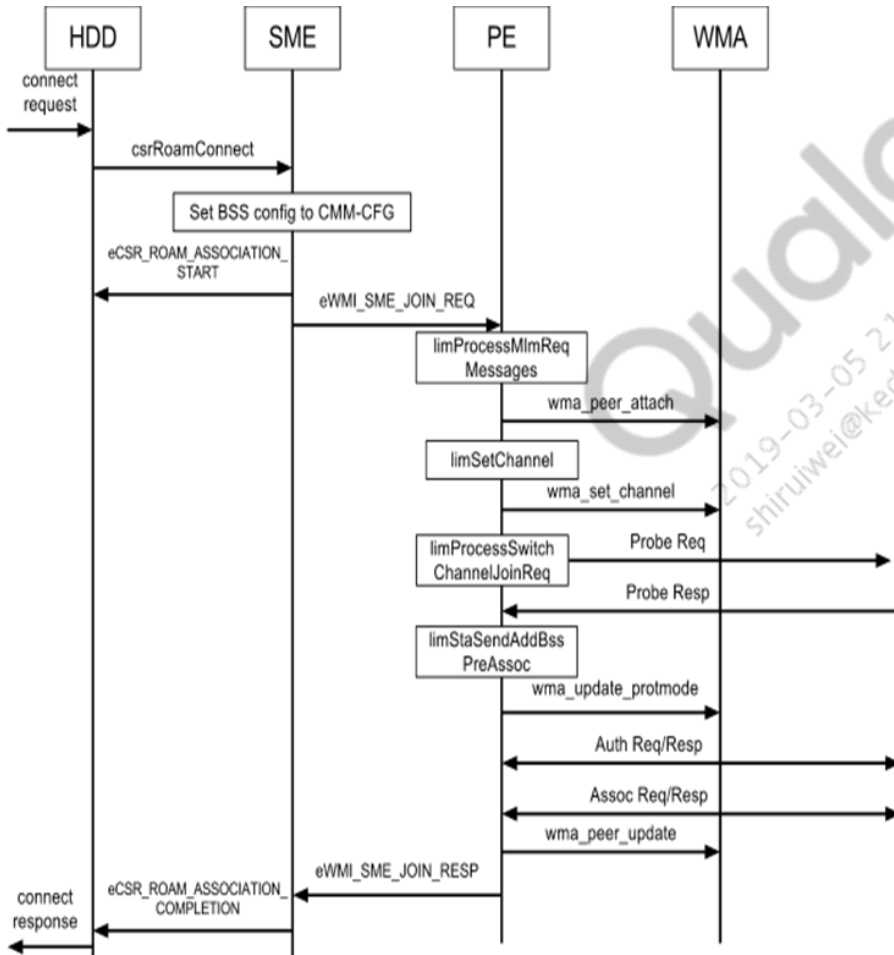 HDD
SME
PE
WMA
connect
request
csrRoamConnect
Set BSS config to CMM-CFG
eCSR_ROAM_ASSOCIATION_
START
eWMI_SME_JOIN_REQ
limProcessMlmReq
Messages
wma_peer_attach
limSetChannel
wma_set_channel
limProcessSwitch
ChannelJoinReq
Probe Req
Probe Resp
limStaSendAddBss
PreAssoc
wma_update_protmode
Auth Req/Resp
Assoc Req/Resp
wma_peer_update
eWMI_SME_JOIN_RESP
eCSR_ROAM_ASSOCIATION_
COMPLETION
connect
response
2019-03-05 21